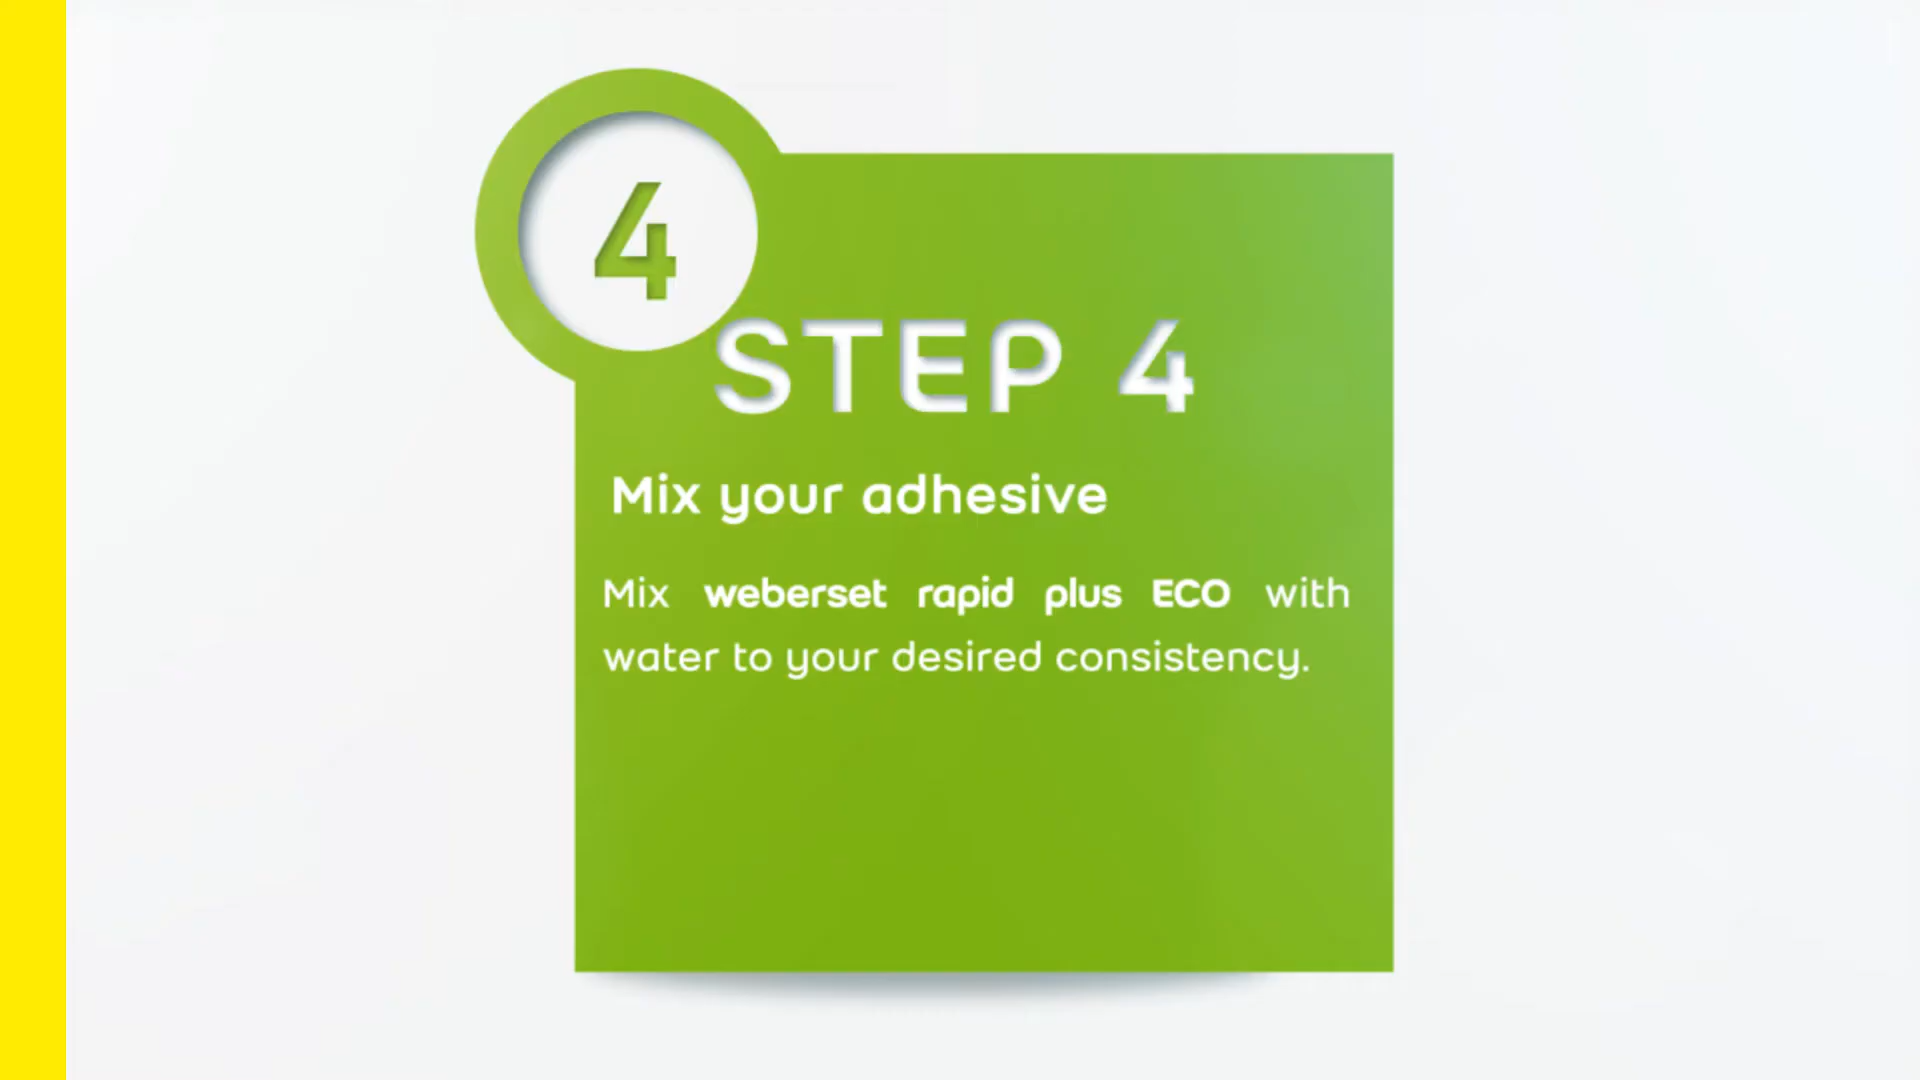 4
STEP 4
Mix your adhesive
Mix weberset rapid plus ECO with
water to your desired consistency.